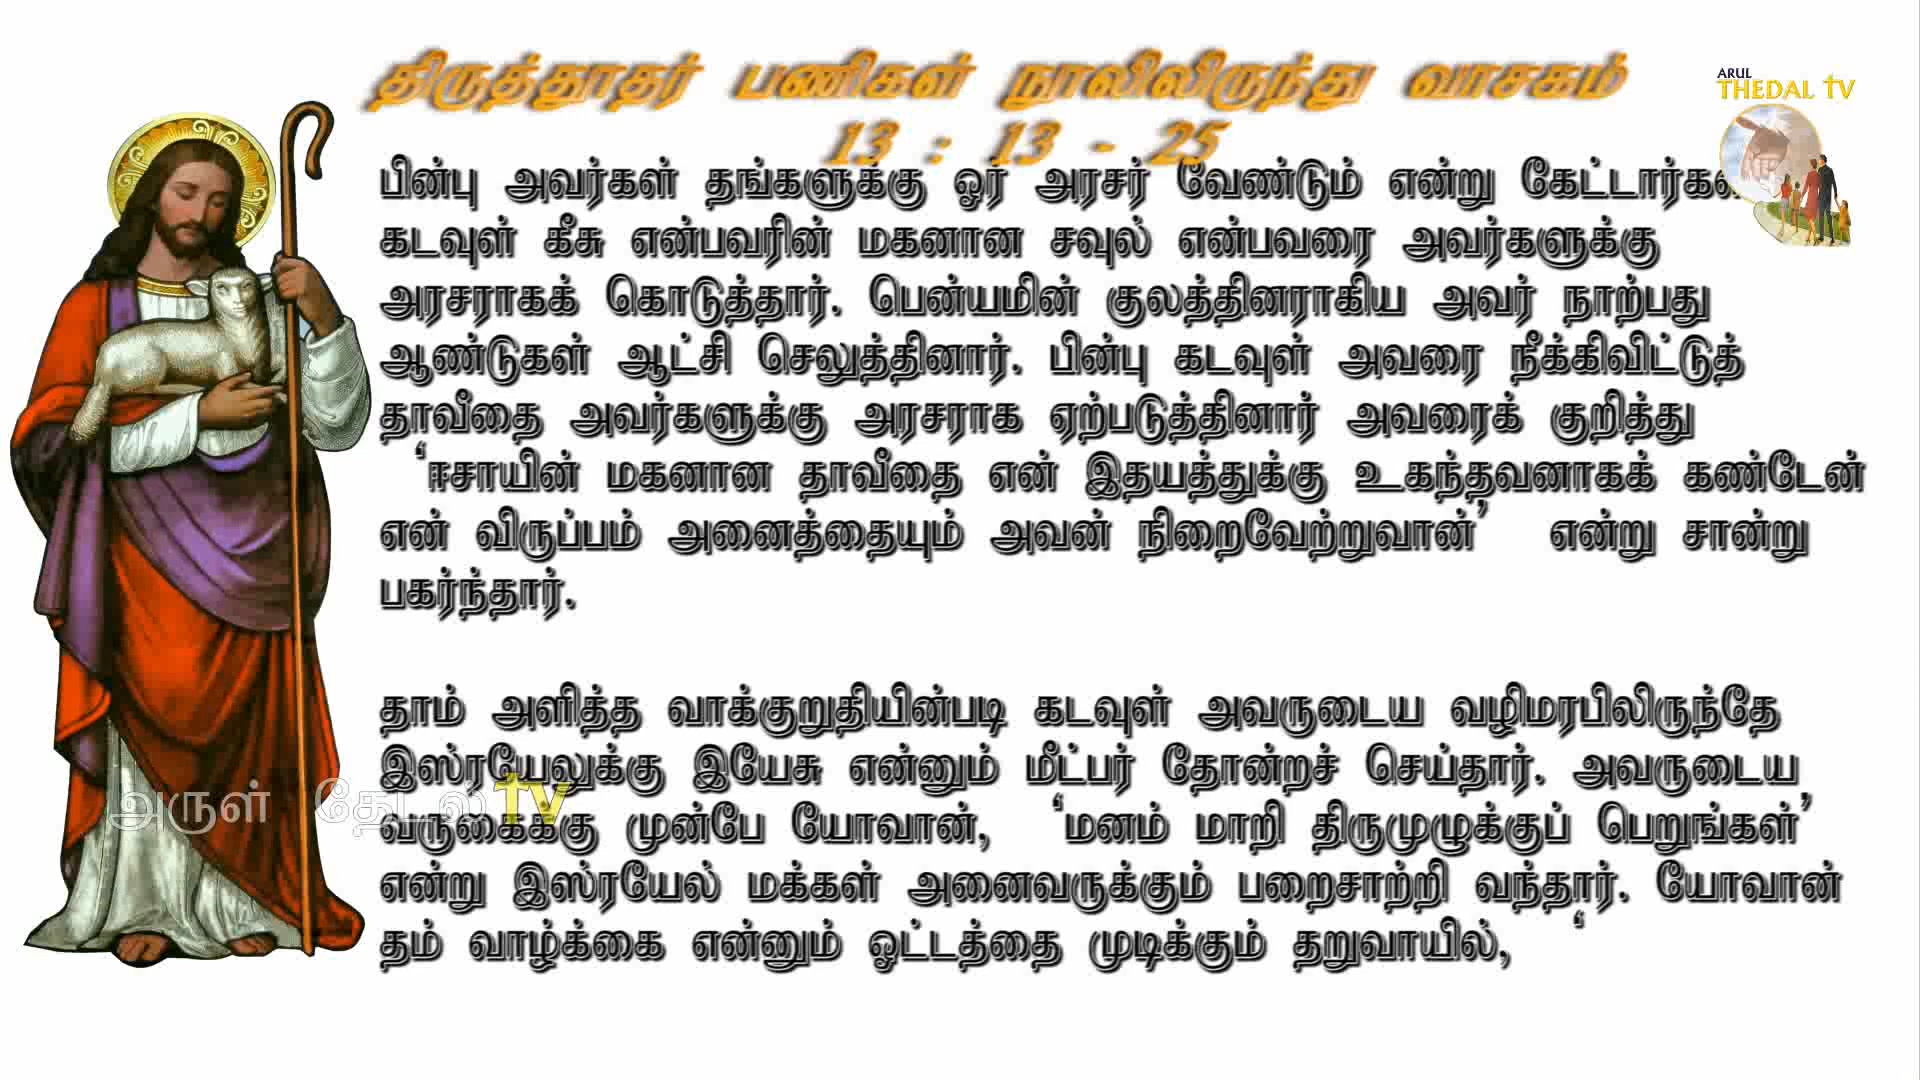 திருத்தூதர் பணிகள் நூலிலிருந்து வாசகம்
13 : 13 - 25
ARUL
THEDAL TV
பின்பு அவர்கள் தங்களுக்கு ஓர் அரசர் வேண்டும் என்று
கடவுள் கீசு என்பவரின் மகனான சவுல் என்பவரை அவர்களுக்கு
அரசராகக் கொடுத்தார். பென்யமின் குலத்தினராகிய அவர் நாற்பது
ஆண்டுகள் ஆட்சி செலுத்தினார். பின்பு கடவுள் அவரை நீக்கிவிட்டுத்
தாவீதை அவர்களுக்கு அரசராக ஏற்படுத்தினார் அவரைக் குறித்து
‘ஈசாயின் மகனான தாவீதை என் இதயத்துக்கு உகந்தவனாகக் கண்டேன்
என் விருப்பம் அனைத்தையும் அவன் நிறைவேற்றுவான்’ என்று சான்று
பகர்ந்தார்.
தாம் அளித்த வாக்குறுதியின்படி கடவுள் அவருடைய வழிமரபிலிருந்தே
இஸ்ரயேலுக்கு இயேசு என்னும் மீட்பர் தோன்றச் செய்தார். அவருடைய
அருள் தேடல் tv
வருகைக்கு முன்பே யோவான், ‘மனம் மாறி திருமுழுக்குப் பெறுங்கள்’
என்று இஸ்ரயேல் மக்கள் அனைவருக்கும் பறைசாற்றி வந்தார். யோவான்
தம் வாழ்க்கை என்னும் ஓட்டத்தை முடிக்கும் தறுவாயில், ‘